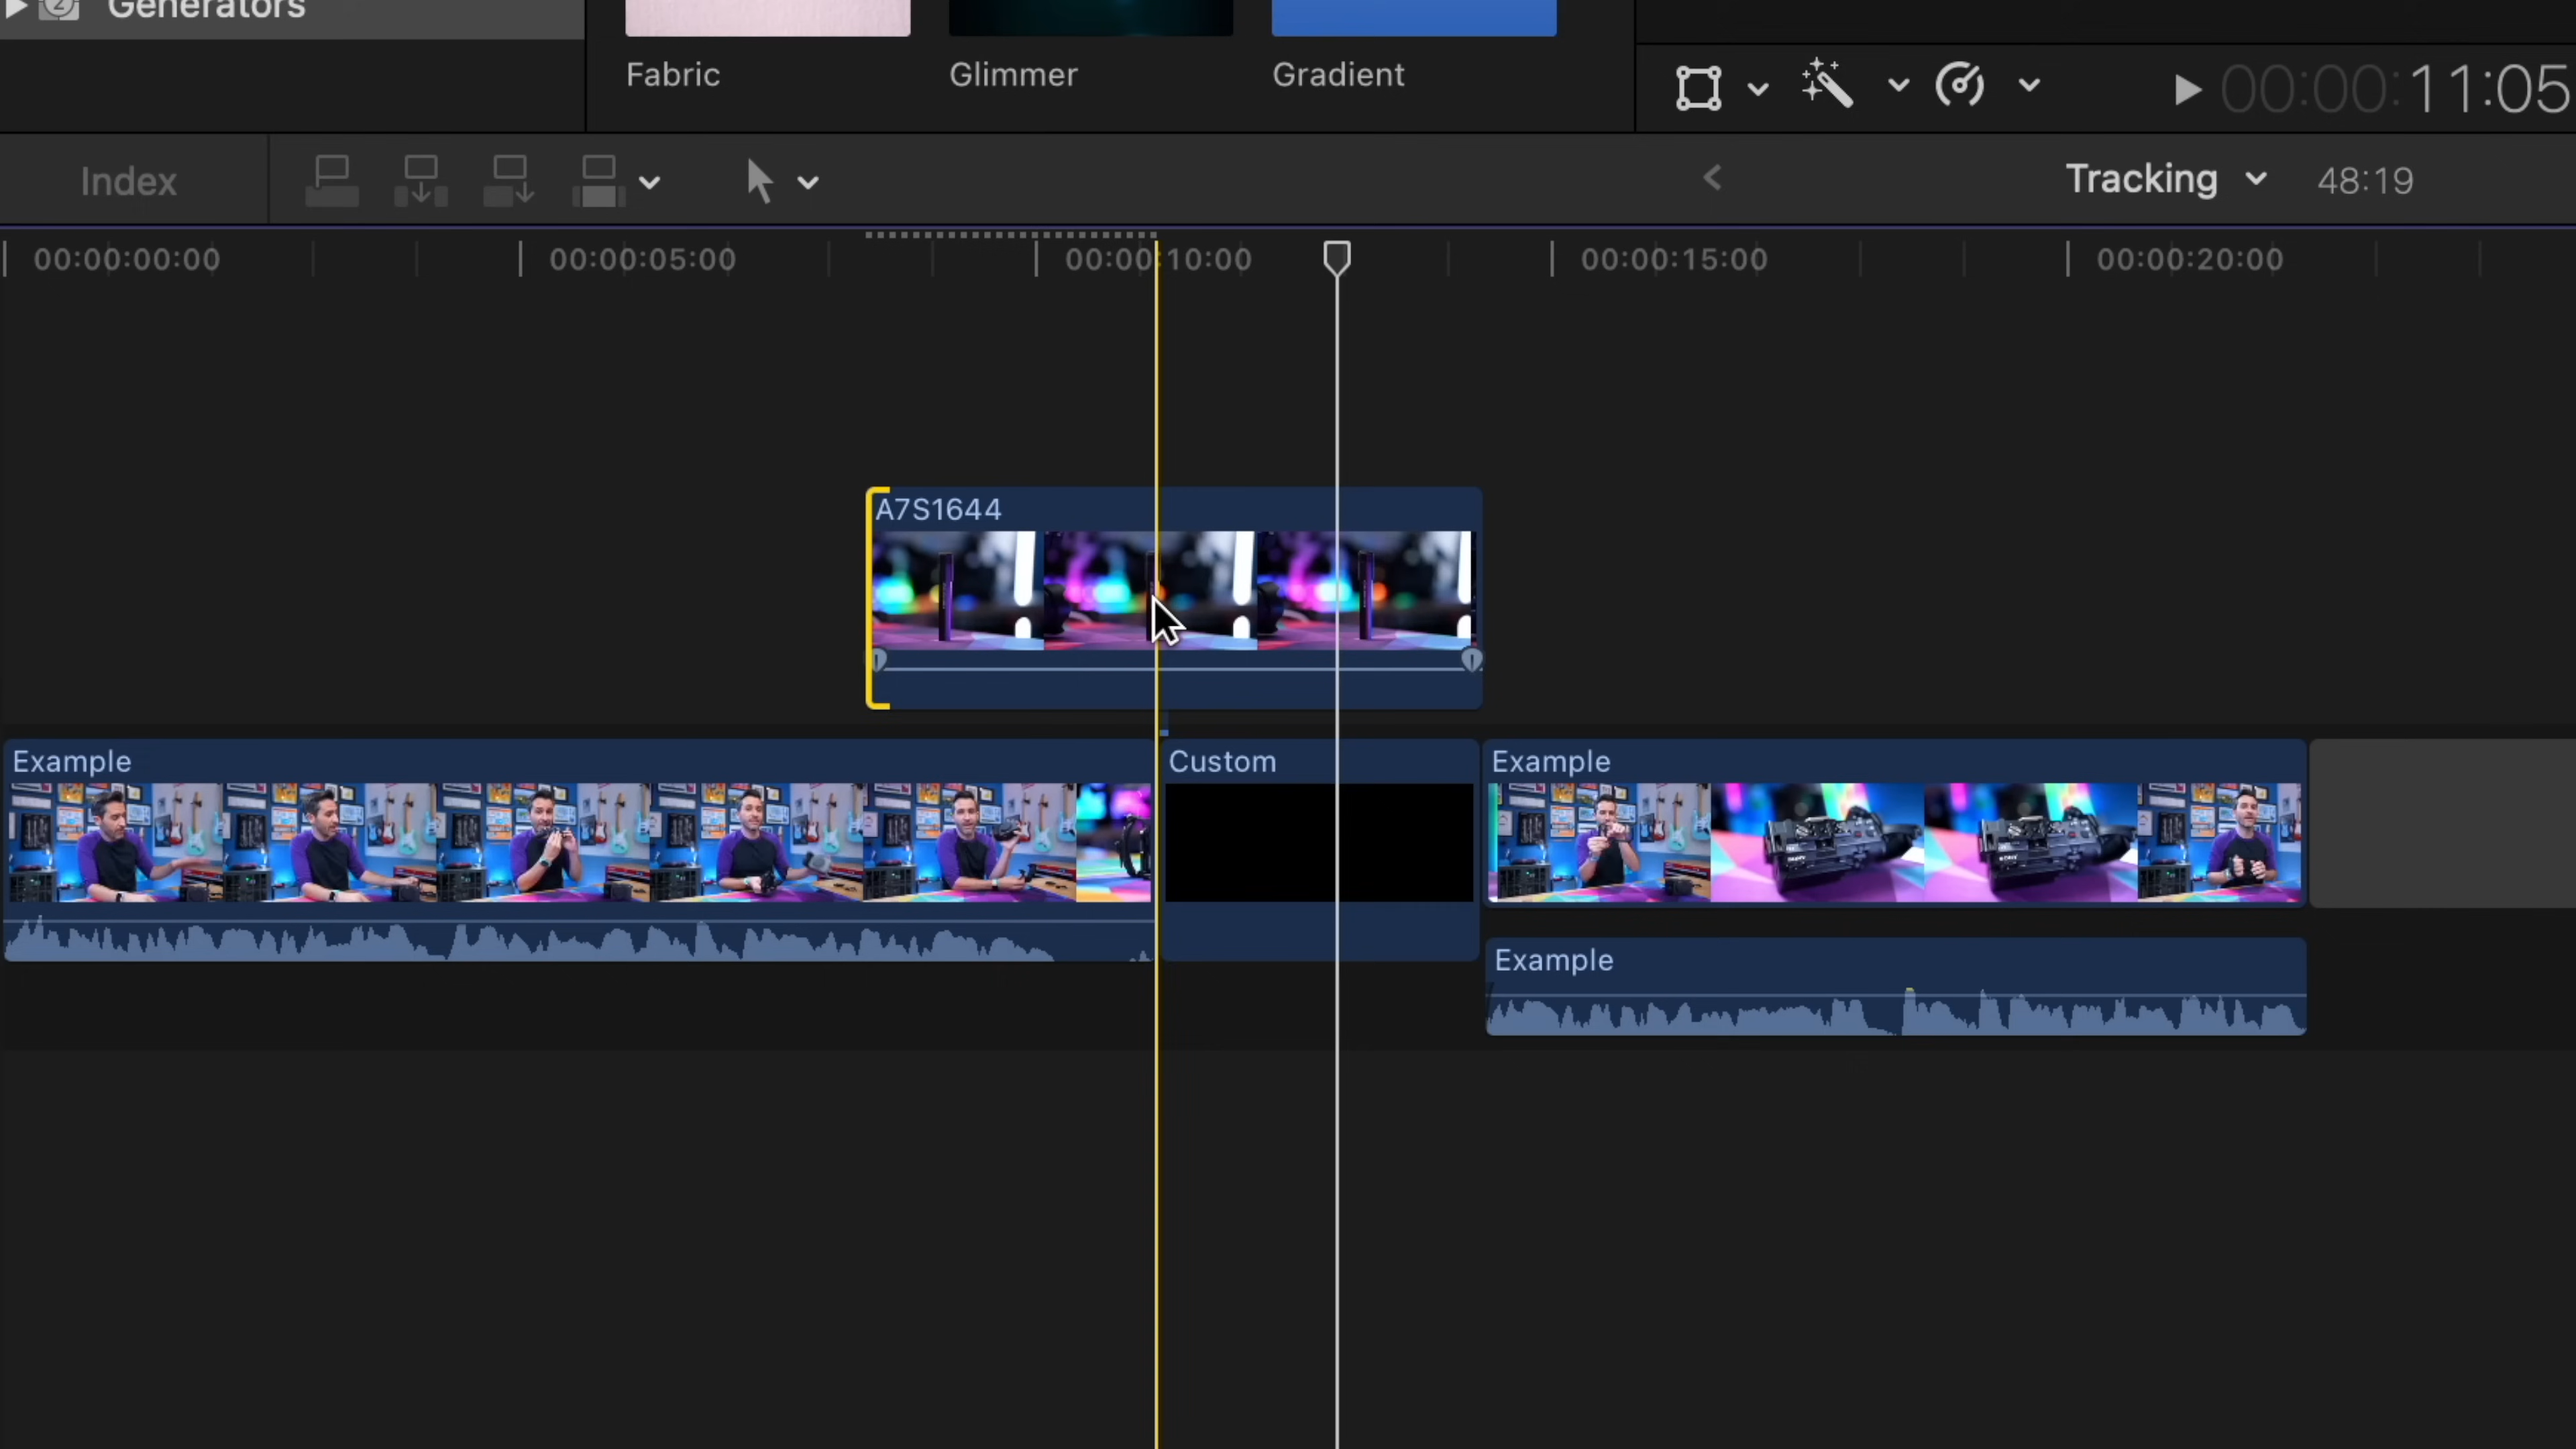 Generators
Fabric
Glimmer
Gradient
00:00:11:05
Index
Tracking
48:19
00:00:00:00
00:00:05:00
00:00:10:00
00:00:15:00
00:00:20:00
A7S1644
Example
Custom
Example
Example